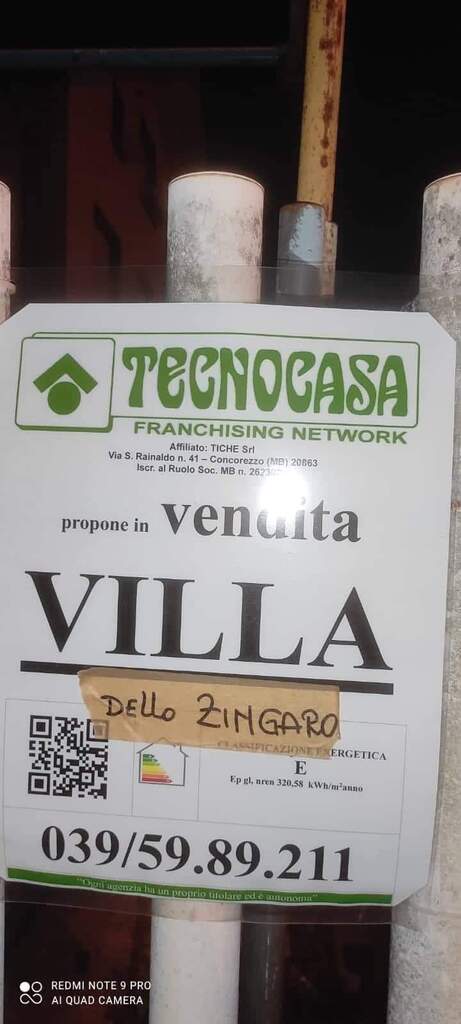 TECNOCASA
FRANCHISING NETWORK
Affiliato: TICHE Srl
Via S. Rainaldo n. 41 – Concorezzo (MB) 20863
Iscr. al Ruolo Soc. MB n.
propone in vendita
VILLA
DELLO ZINGARO
CLASSIFICAZIONE ENERGETICA
E
Ep gl, nren 320,58 kWh/m²anno
039/59.89.211
"Ogni agenzia ha un proprio titolare ed è autonoma"
REDMI NOTE 9 PRO
AI QUAD CAMERA